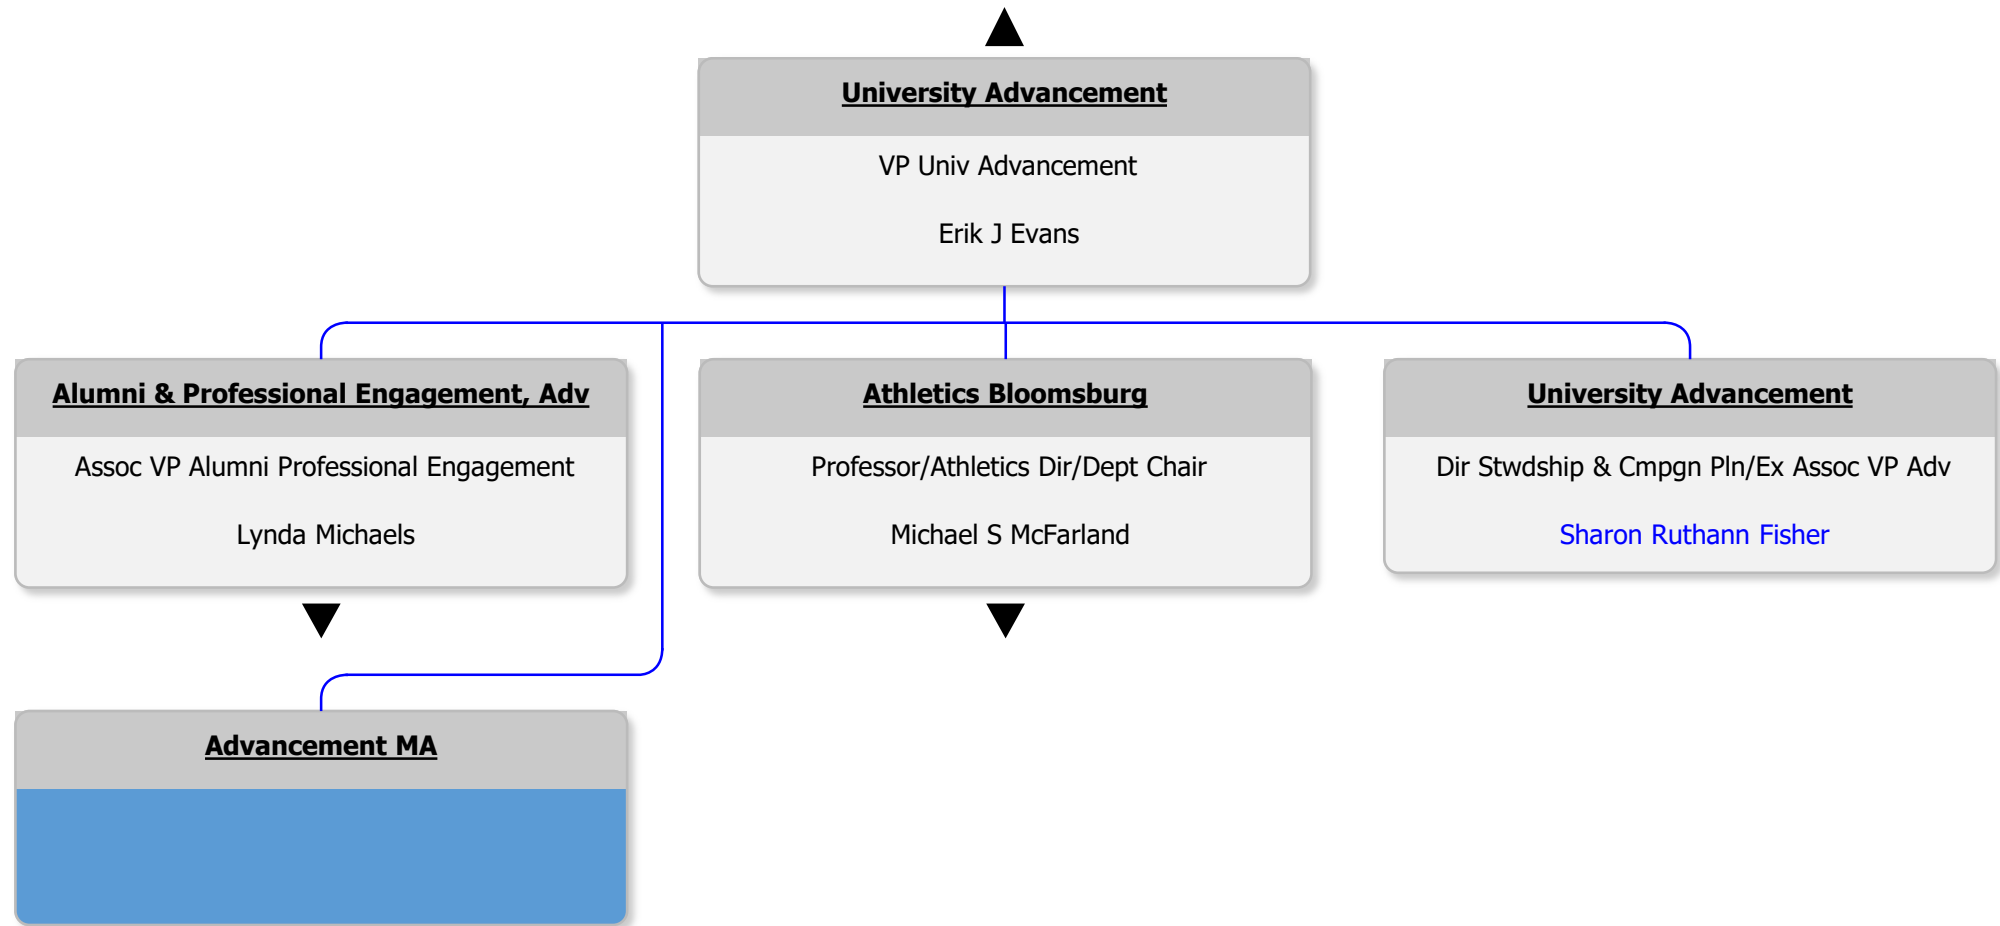 University Advancement
VP Univ Advancement
Erik J Evans
Alumni & Professional Engagement, Adv
Assoc VP Alumni Professional Engagement
Lynda Michaels
Athletics Bloomsburg
Professor/Athletics Dir/Dept Chair
Michael S McFarland
University Advancement
Dir Stwdship & Cmpgn Pln/Ex Assoc VP Adv
Sharon Ruthann Fisher
Advancement MA